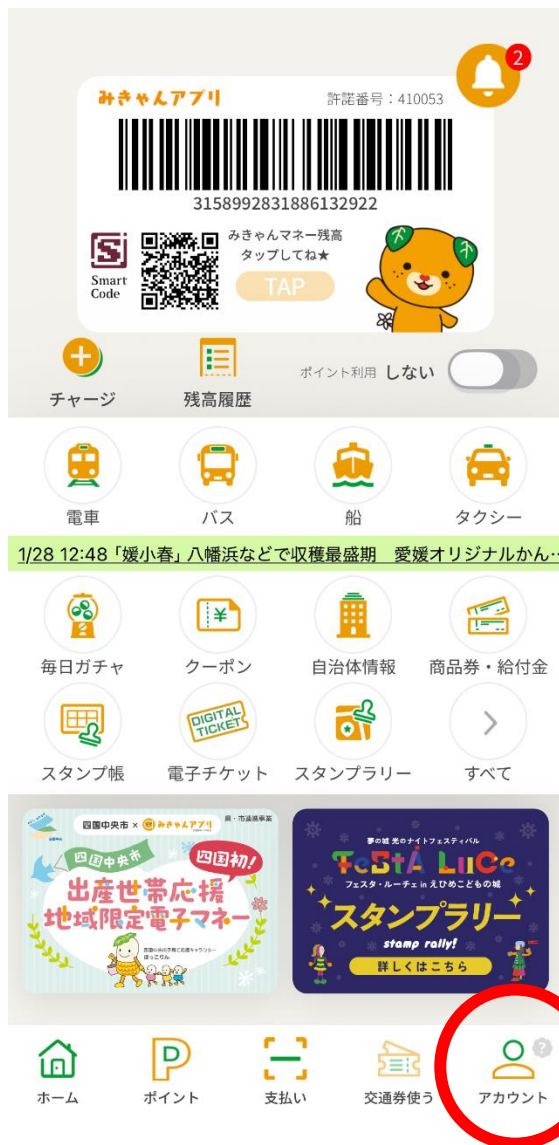 2
みきゃんアプリ
許諾番号:410053
3158992831886132922
Smart
Code
みきゃんマネー残高
タップしてね★
TAP
チャージ
残高履歴
ポイント利用 しない
電車
バス
船
タクシー
1/28 12:48「媛小春」八幡浜などで収穫最盛期 愛媛オリジナルかん…
毎日ガチャ
クーポン
自治体情報
商品券・給付金
DIGITAL
TICKET
スタンプ帳
電子チケット
スタンプラリー
すべて
四国中央市 × みきゃんアプリ
県・市連携事業
四国中央市
四国初!
出産世帯応援
地域限定電子マネー
夢の城 光のナイトフェスティバル
FeStA LuCe
フェスタ・ルーチェ in えひめこどもの城
スタンプラリー
stamp rally!
詳しくはこちら
ホーム
ポイント
支払い
交通券使う
?
アカウント